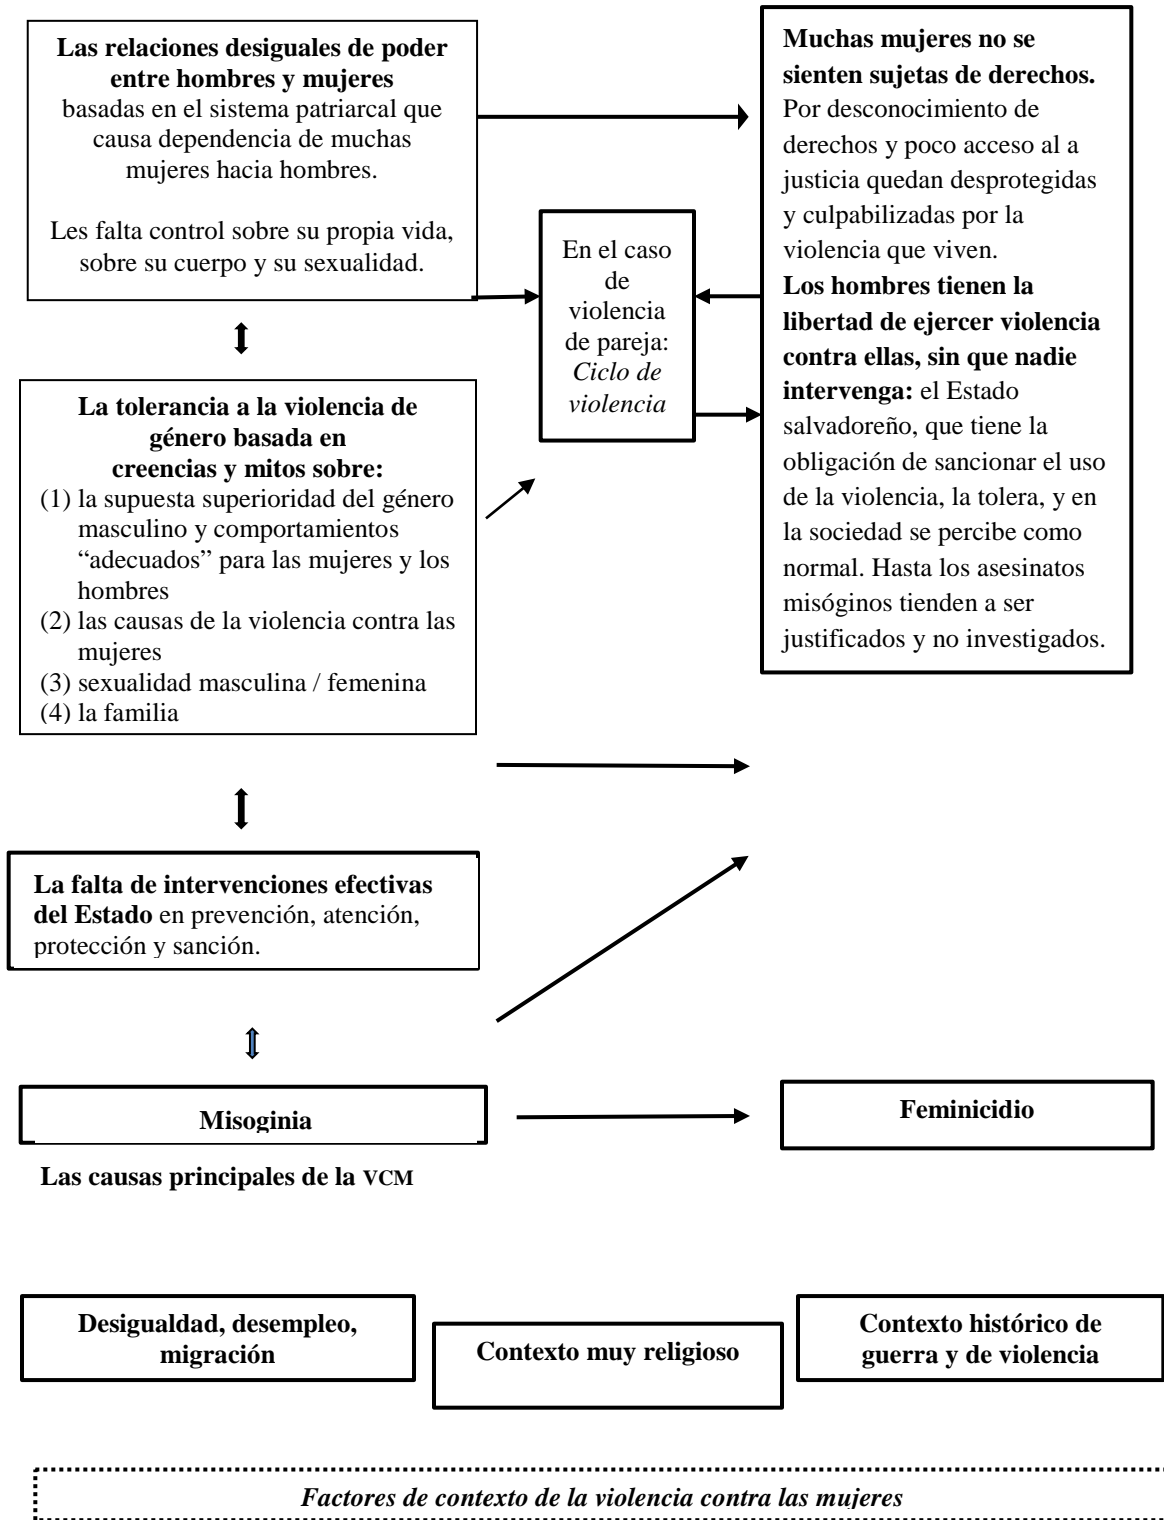 Las relaciones desiguales de poder
entre hombres y mujeres
basadas en el sistema patriarcal que
causa dependencia de muchas
mujeres hacia hombres.
Les falta control sobre su propia vida,
sobre su cuerpo y su sexualidad.
La tolerancia a la violencia de
género basada en
creencias y mitos sobre:
(1) la supuesta superioridad del género
masculino y comportamientos
“adecuados” para las mujeres y los
hombres
(2) las causas de la violencia contra las
mujeres
(3) sexualidad masculina / femenina
(4) la familia
La falta de intervenciones efectivas
del Estado en prevención, atención,
protección y sanción.
Misoginia
Las causas principales de la VCM
En el caso
de
violencia
de pareja:
Ciclo de
violencia
Muchas mujeres no se
sienten sujetas de derechos.
Por desconocimiento de
derechos y poco acceso al a
justicia quedan desprotegidas
y culpabilizadas por la
violencia que viven.
Los hombres tienen la
libertad de ejercer violencia
contra ellas, sin que nadie
intervenga: el Estado
salvadoreño, que tiene la
obligación de sancionar el uso
de la violencia, la tolera, y en
la sociedad se percibe como
normal. Hasta los asesinatos
misóginos tienden a ser
justificados y no investigados.
Feminicidio
Desigualdad, desempleo,
migración
Contexto muy religioso
Contexto histórico de
guerra y de violencia
Factores de contexto de la violencia contra las mujeres